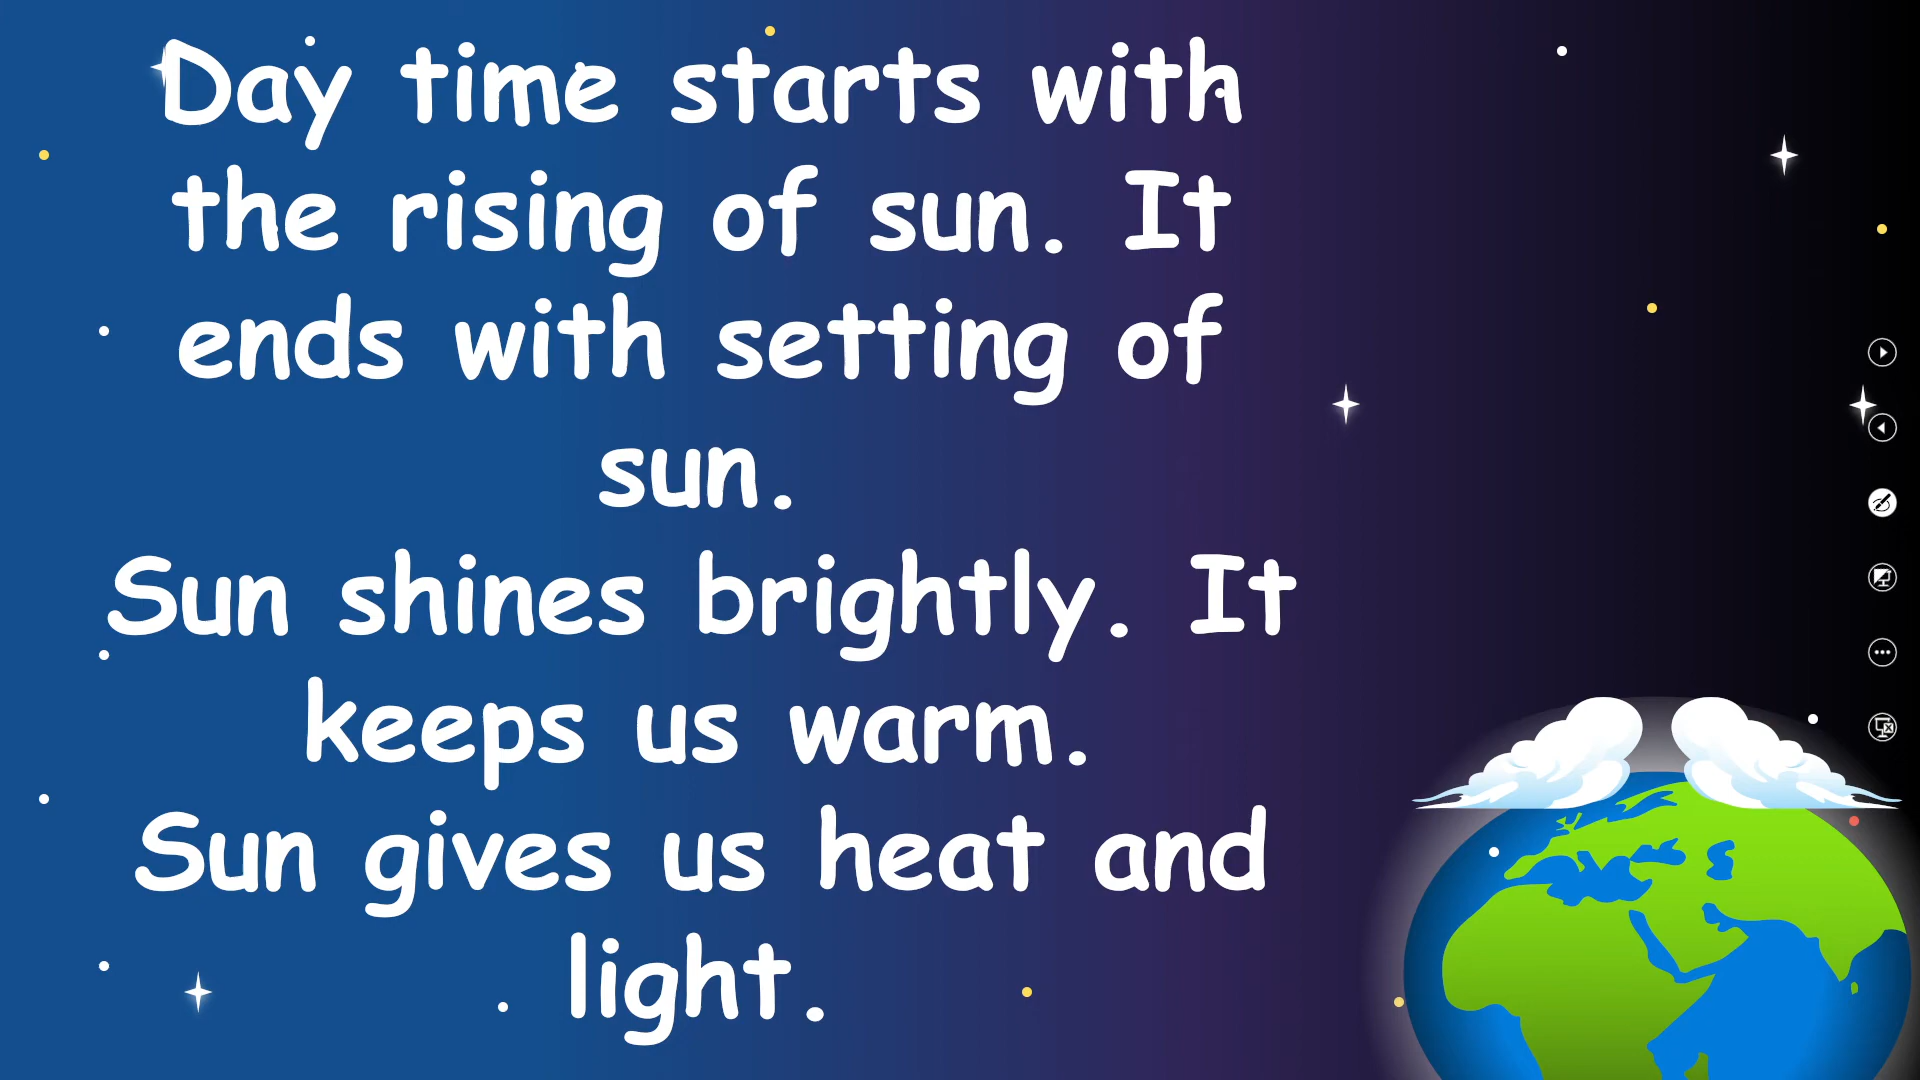 Day time starts with
the rising of sun. It
ends with setting of
sun.
Sun shines brightly. It
keeps us warm.
Sun gives us heat and
light.